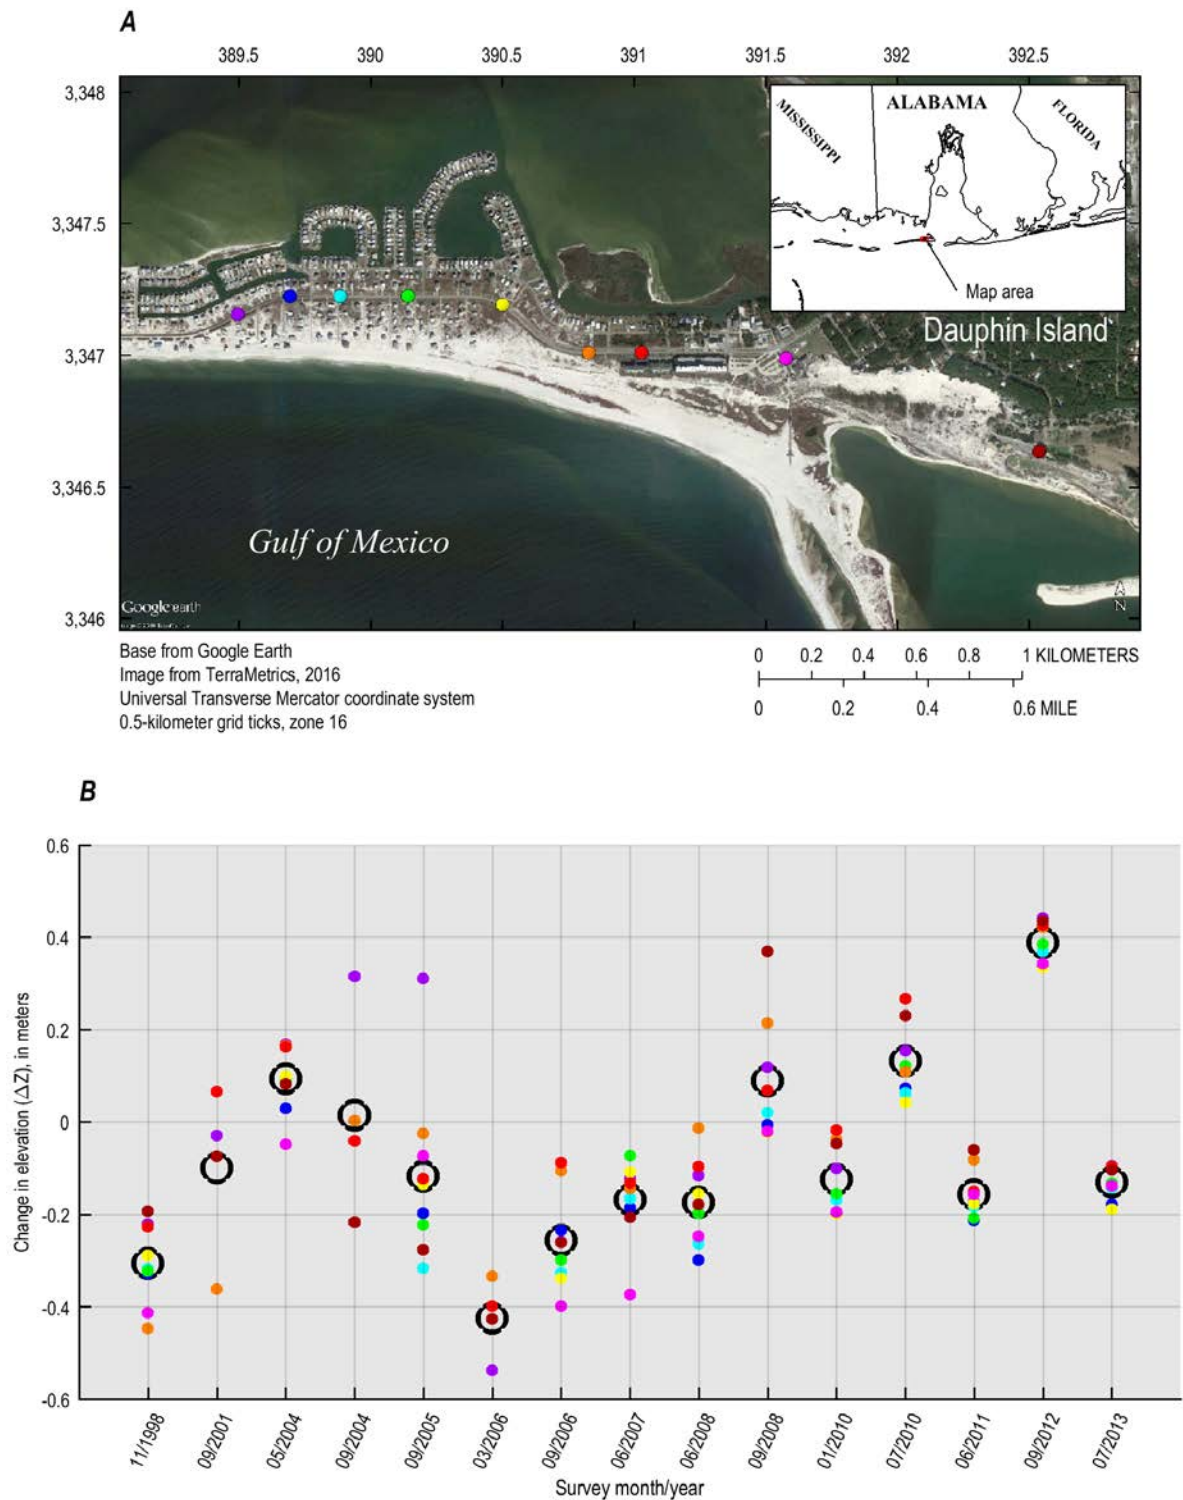 A
389.5 390 390.5 391 391.5 392 392.5
3,348
3,347.5
3,347
3,346.5
3,346
MISSISSIPPI
ALABAMA
FLORIDA
Map area
Dauphin Island
Gulf of Mexico
Google earth
N
Base from Google Earth
Image from TerraMetrics, 2016
Universal Transverse Mercator coordinate system
0.5-kilometer grid ticks, zone 16
0 0.2 0.4 0.6 0.8 1 KILOMETERS
0 0.2 0.4 0.6 MILE
B
Change in elevation (ΔZ), in meters
0.6
0.4
0.2
0
-0.2
-0.4
-0.6
11/1998 09/2001 05/2004 09/2004 09/2005 03/2006 09/2006 06/2007 06/2008 09/2008 01/2010 07/2010 06/2011 09/2012 07/2013
Survey month/year